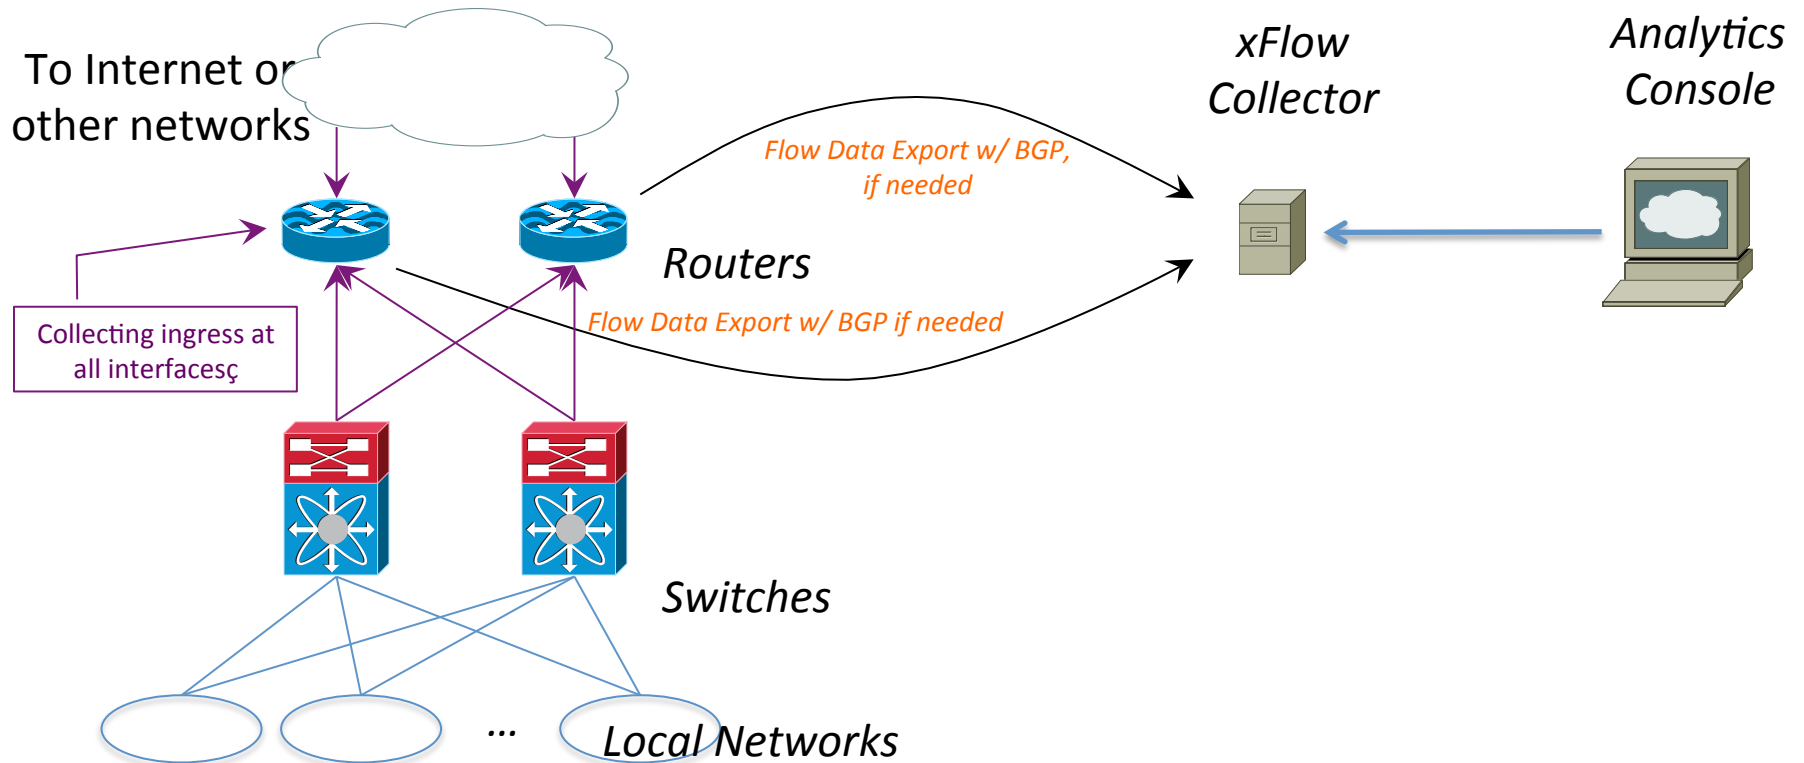 To Internet or
other networks
xFlow
Collector
Analytics
Console
Flow Data Export w/ BGP,
if needed
Routers
Flow Data Export w/ BGP if needed
Collecting ingress at
all interfacesç
Switches
...
Local Networks